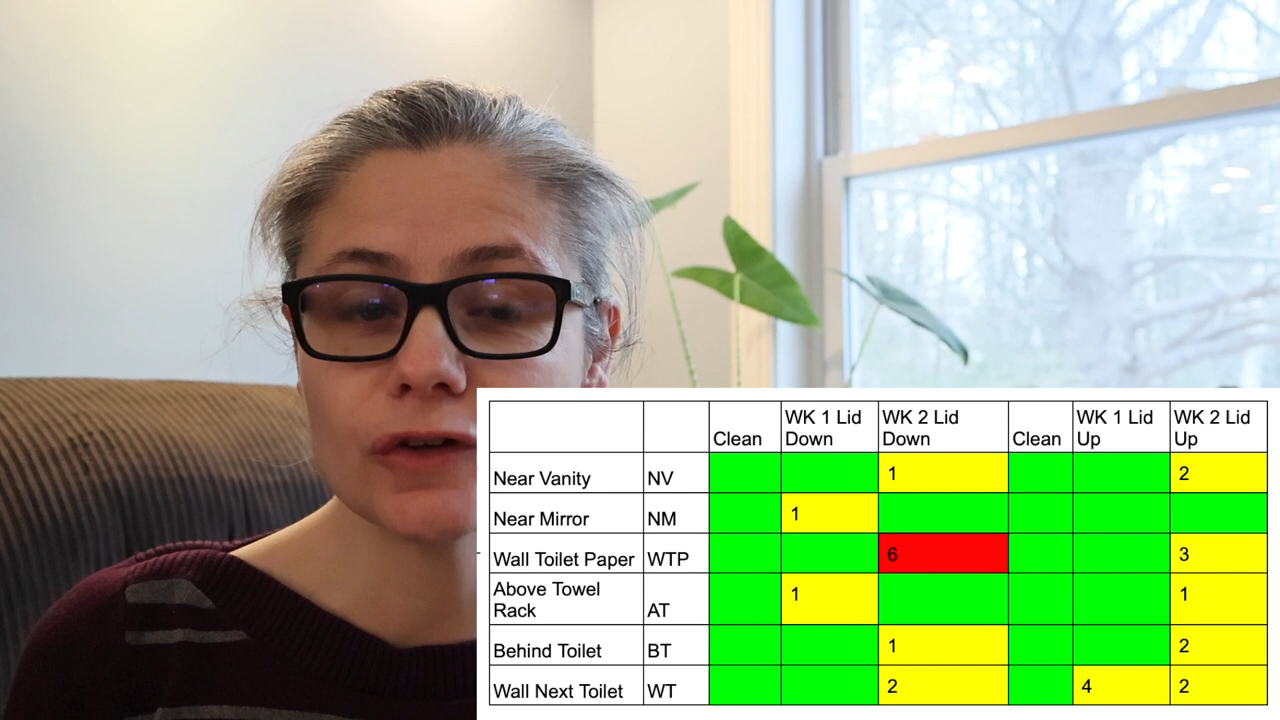 Clean WK 1 Lid Down WK 2 Lid Down Clean WK 1 Lid Up WK 2 Lid Up
Near Vanity NV 1 2
Near Mirror NM 1
Wall Toilet Paper WTP 6 3
Above Towel Rack AT 1 1
Behind Toilet BT 1 2
Wall Next Toilet WT 2 4 2